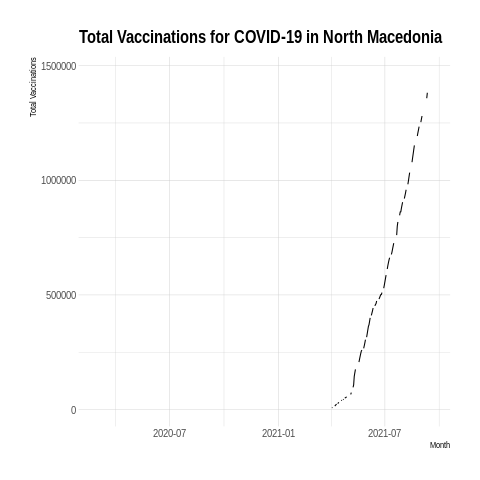 Total Vaccinations for COVID-19 in North Macedonia
Total Vaccinations
1500000
1000000
500000
0
2020-07 2021-01 2021-07
Month